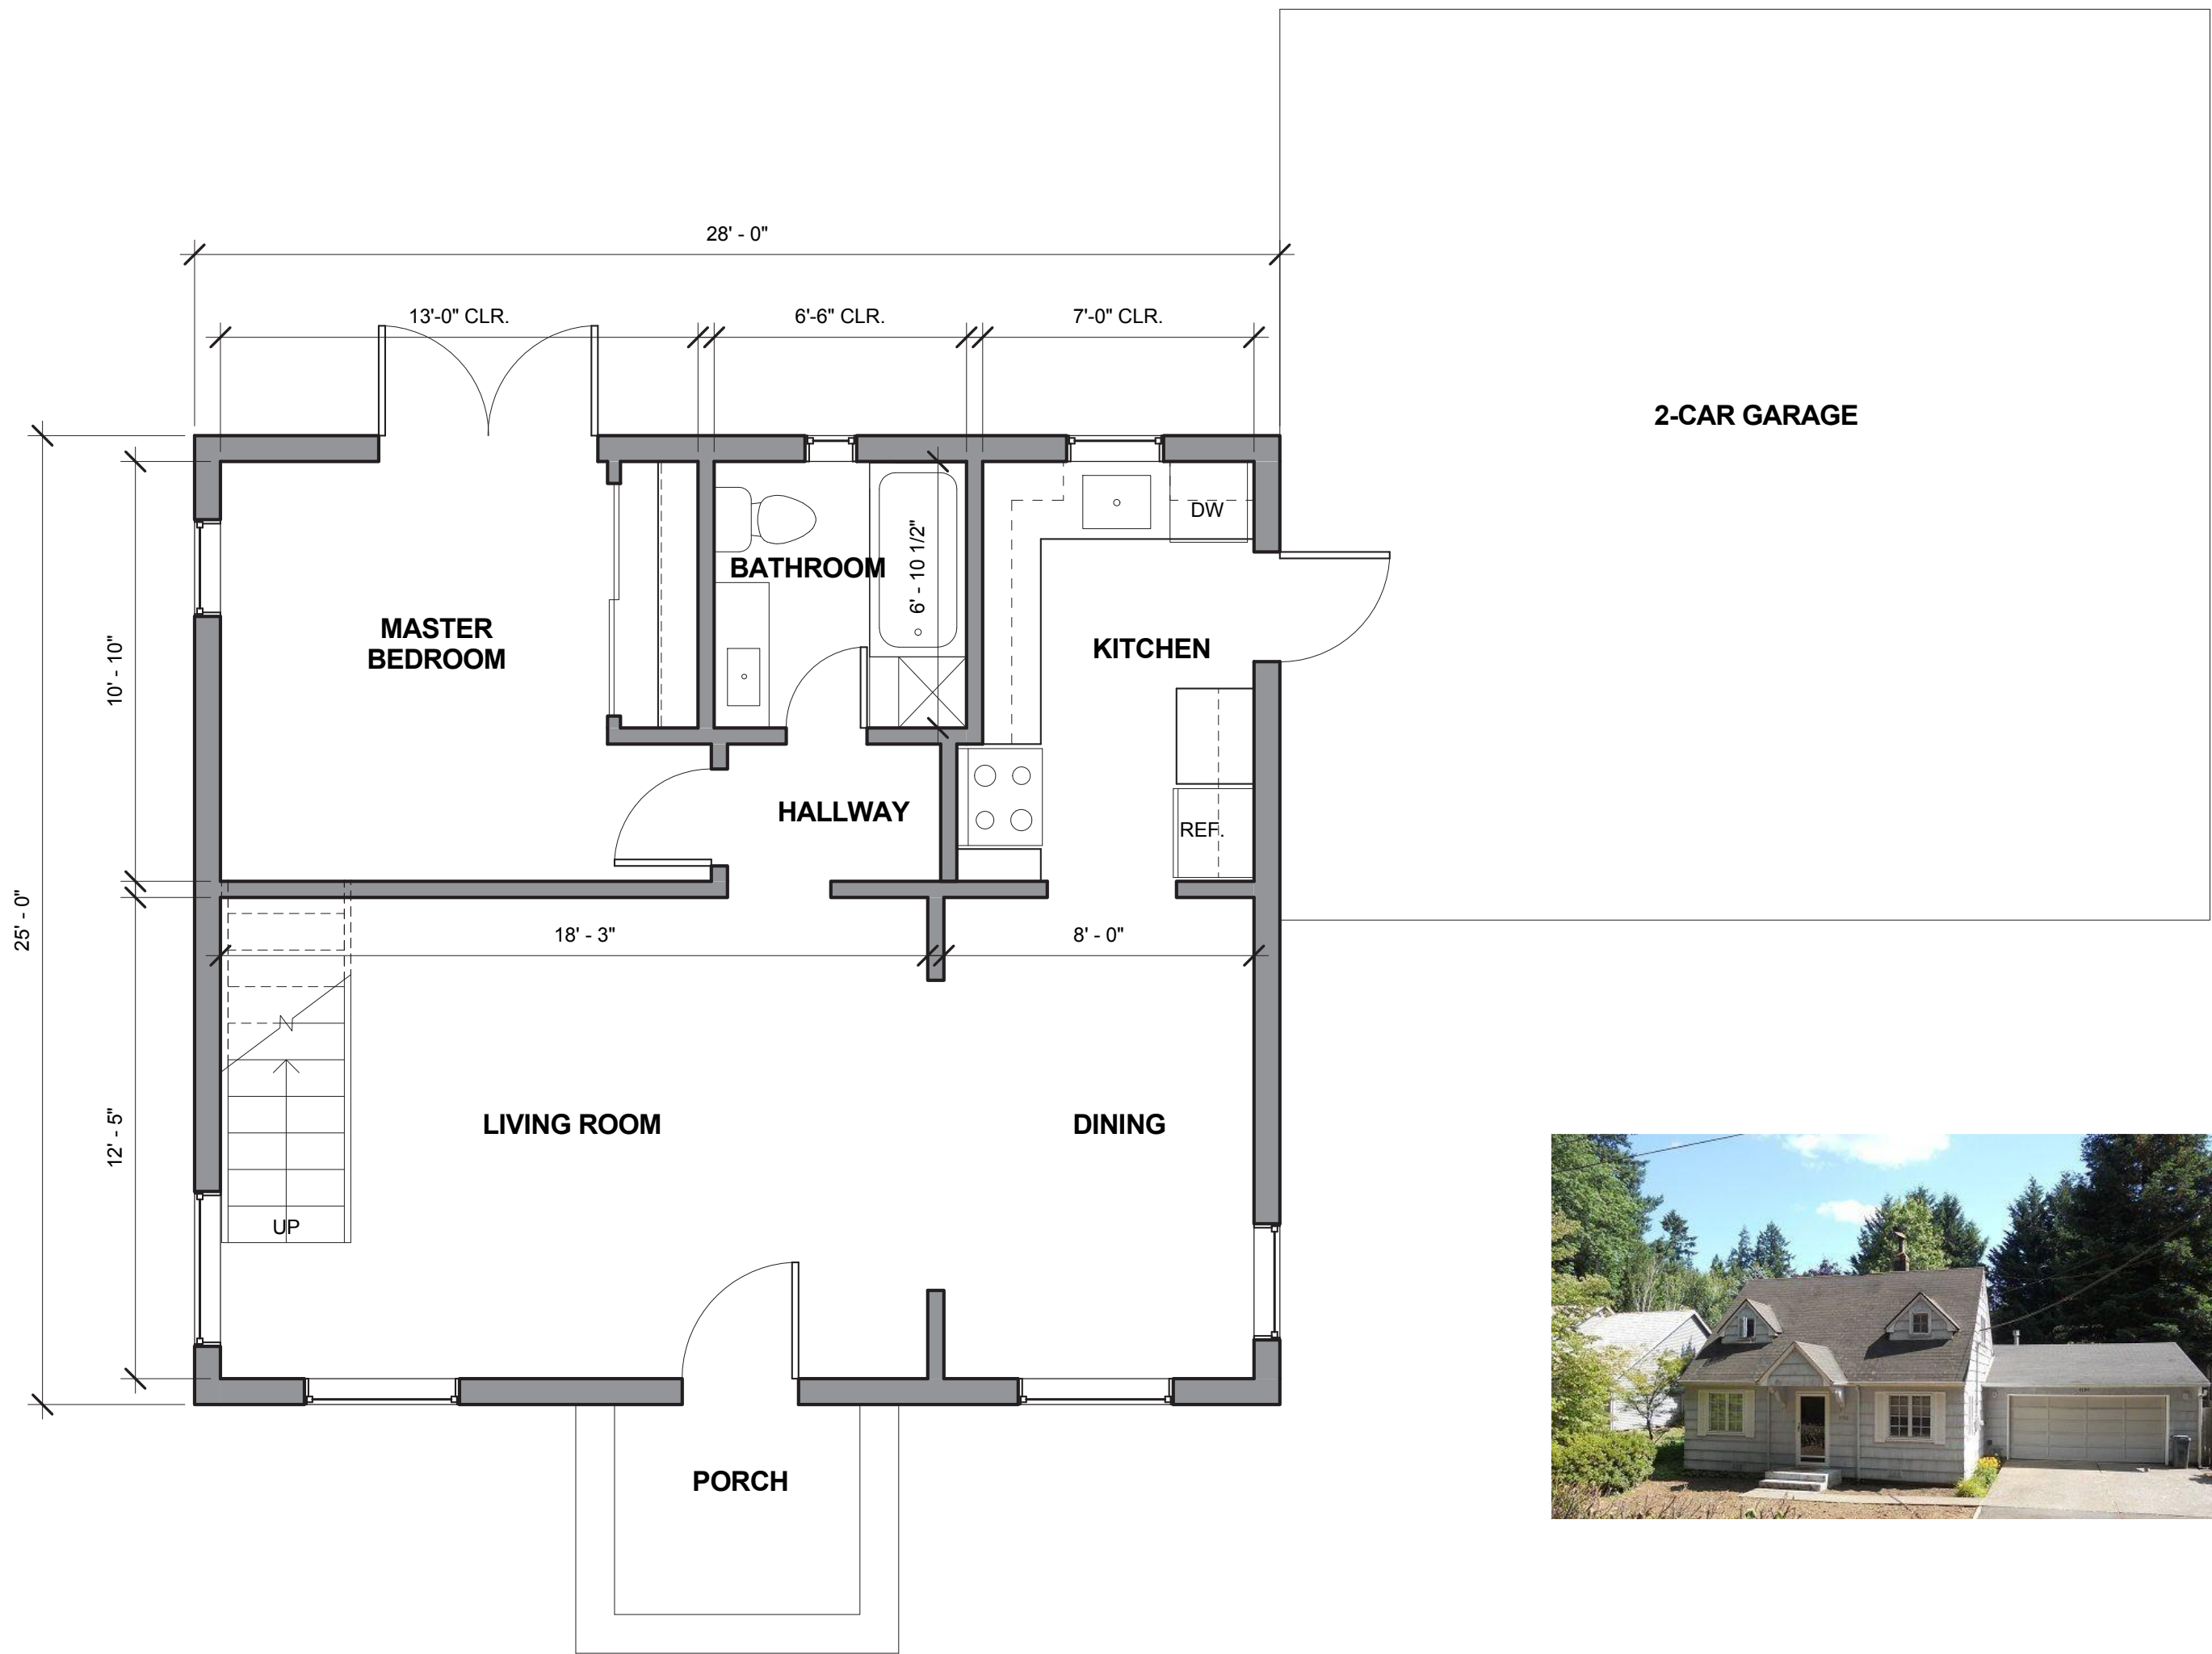 28' - 0"
13'-0" CLR.
6'-6" CLR.
7'-0" CLR.
2-CAR GARAGE
DW
BATHROOM
6' - 10 1/2"
MASTER
BEDROOM
KITCHEN
10' - 10"
HALLWAY
REF.
25' - 0"
18' - 3"
8' - 0"
12' - 5"
LIVING ROOM
DINING
UP
PORCH